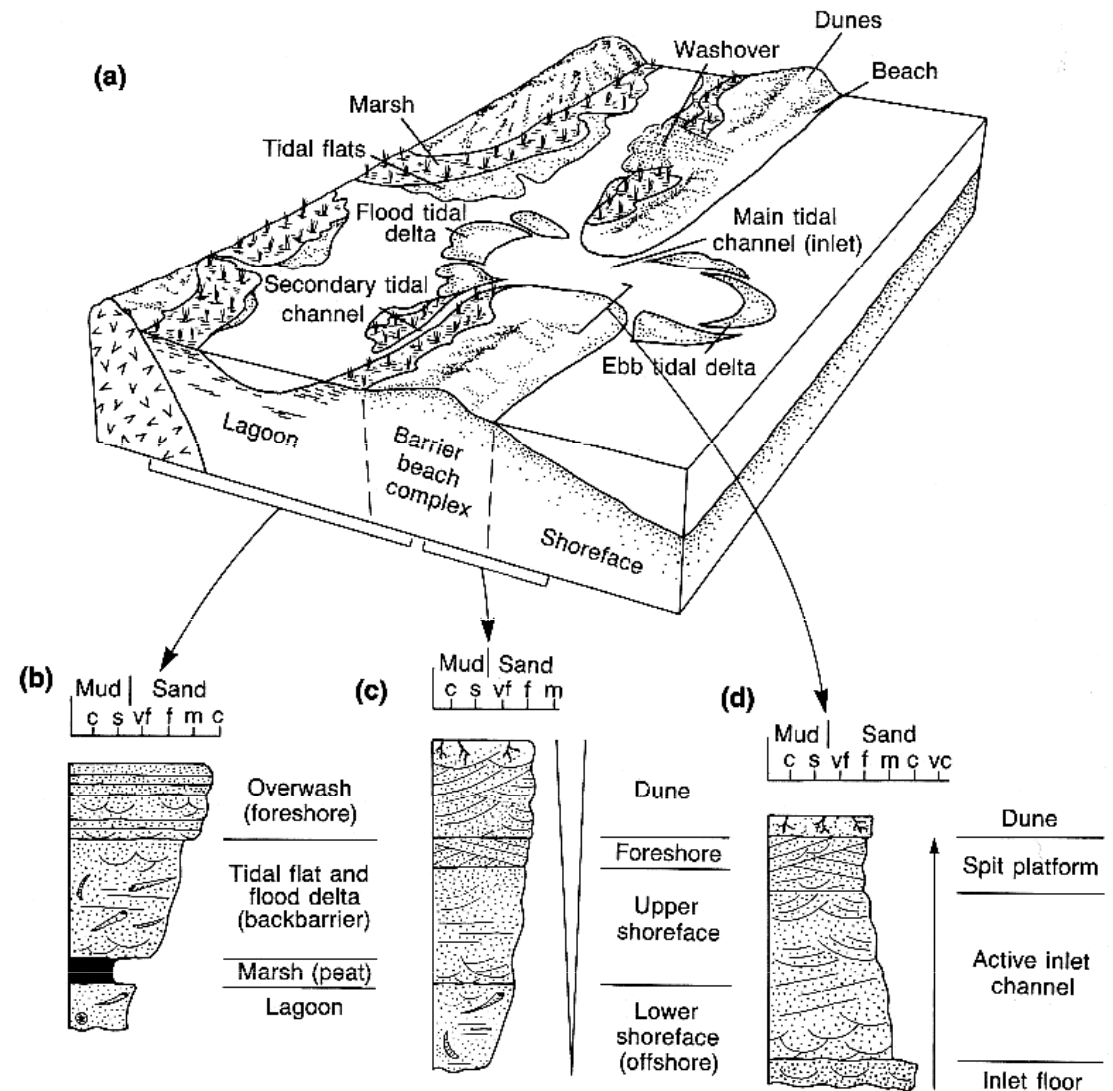 (a)
Dunes
Washover
Beach
Marsh
Tidal flats
Flood tidal
delta
Main tidal
channel (inlet)
Secondary tidal
channel
Ebb tidal delta
Lagoon
Barrier
beach
complex
Shoreface
(b)
Mud Sand
c s vf f m c
Overwash
(foreshore)
Tidal flat and
flood delta
(backbarrier)
Marsh (peat)
Lagoon
(c)
Mud Sand
c s vf f m
Dune
Foreshore
Upper
shoreface
Lower
shoreface
(offshore)
(d)
Mud Sand
c s vf f m c vc
Dune
Spit platform
Active inlet
channel
Inlet floor